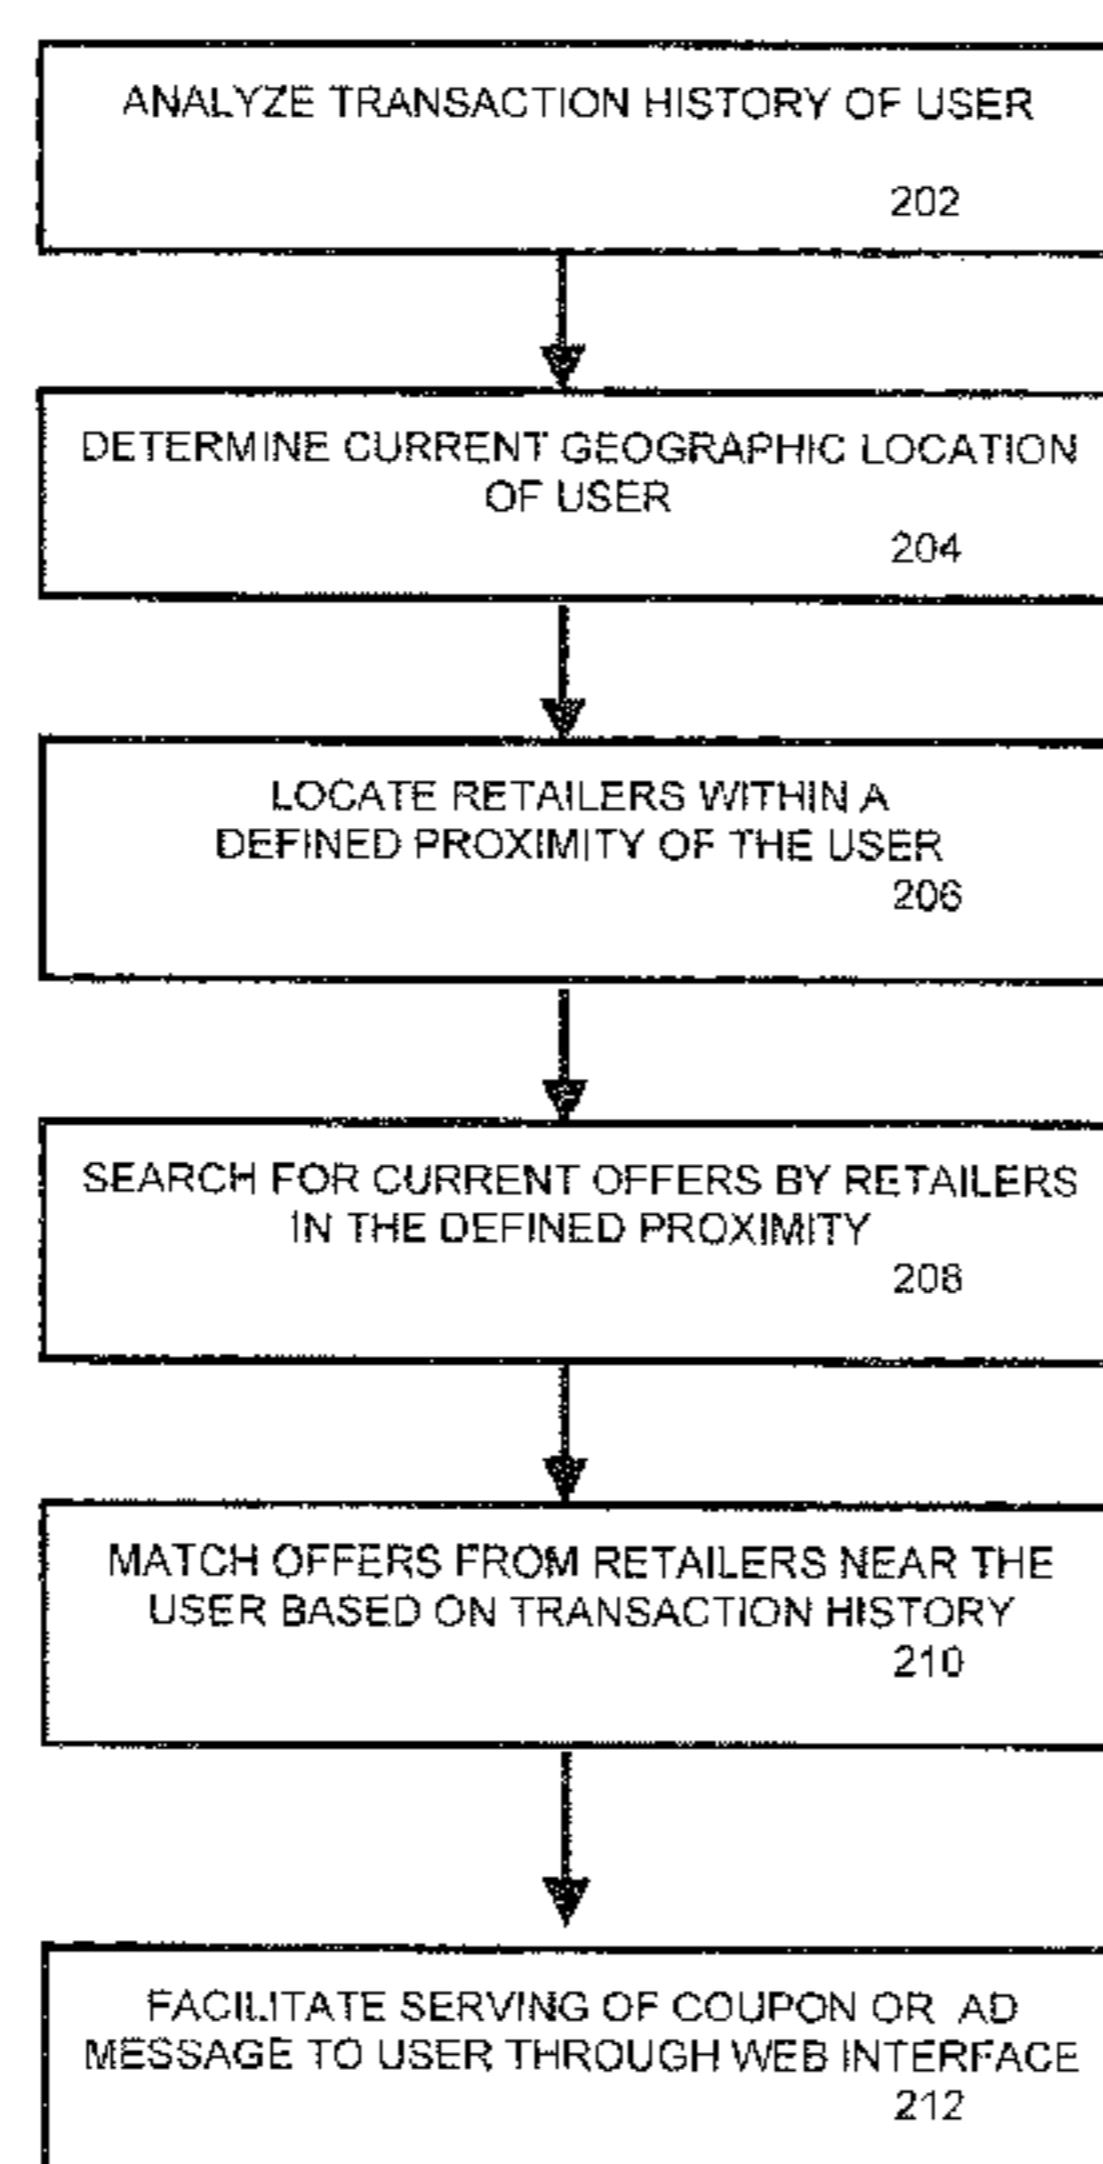 ANALYZE TRANSACTION HISTORY OF USER
202
DETERMINE CURRENT GEOGRAPHIC LOCATION
OF USER
204
LOCATE RETAILERS WITHIN A
DEFINED PROXIMITY OF THE USER
206
SEARCH FOR CURRENT OFFERS BY RETAILERS
IN THE DEFINED PROXIMITY
208
MATCH OFFERS FROM RETAILERS NEAR THE
USER BASED ON TRANSACTION HISTORY
210
FACILITATE SERVING OF COUPON OR AD
MESSAGE TO USER THROUGH WEB INTERFACE
212